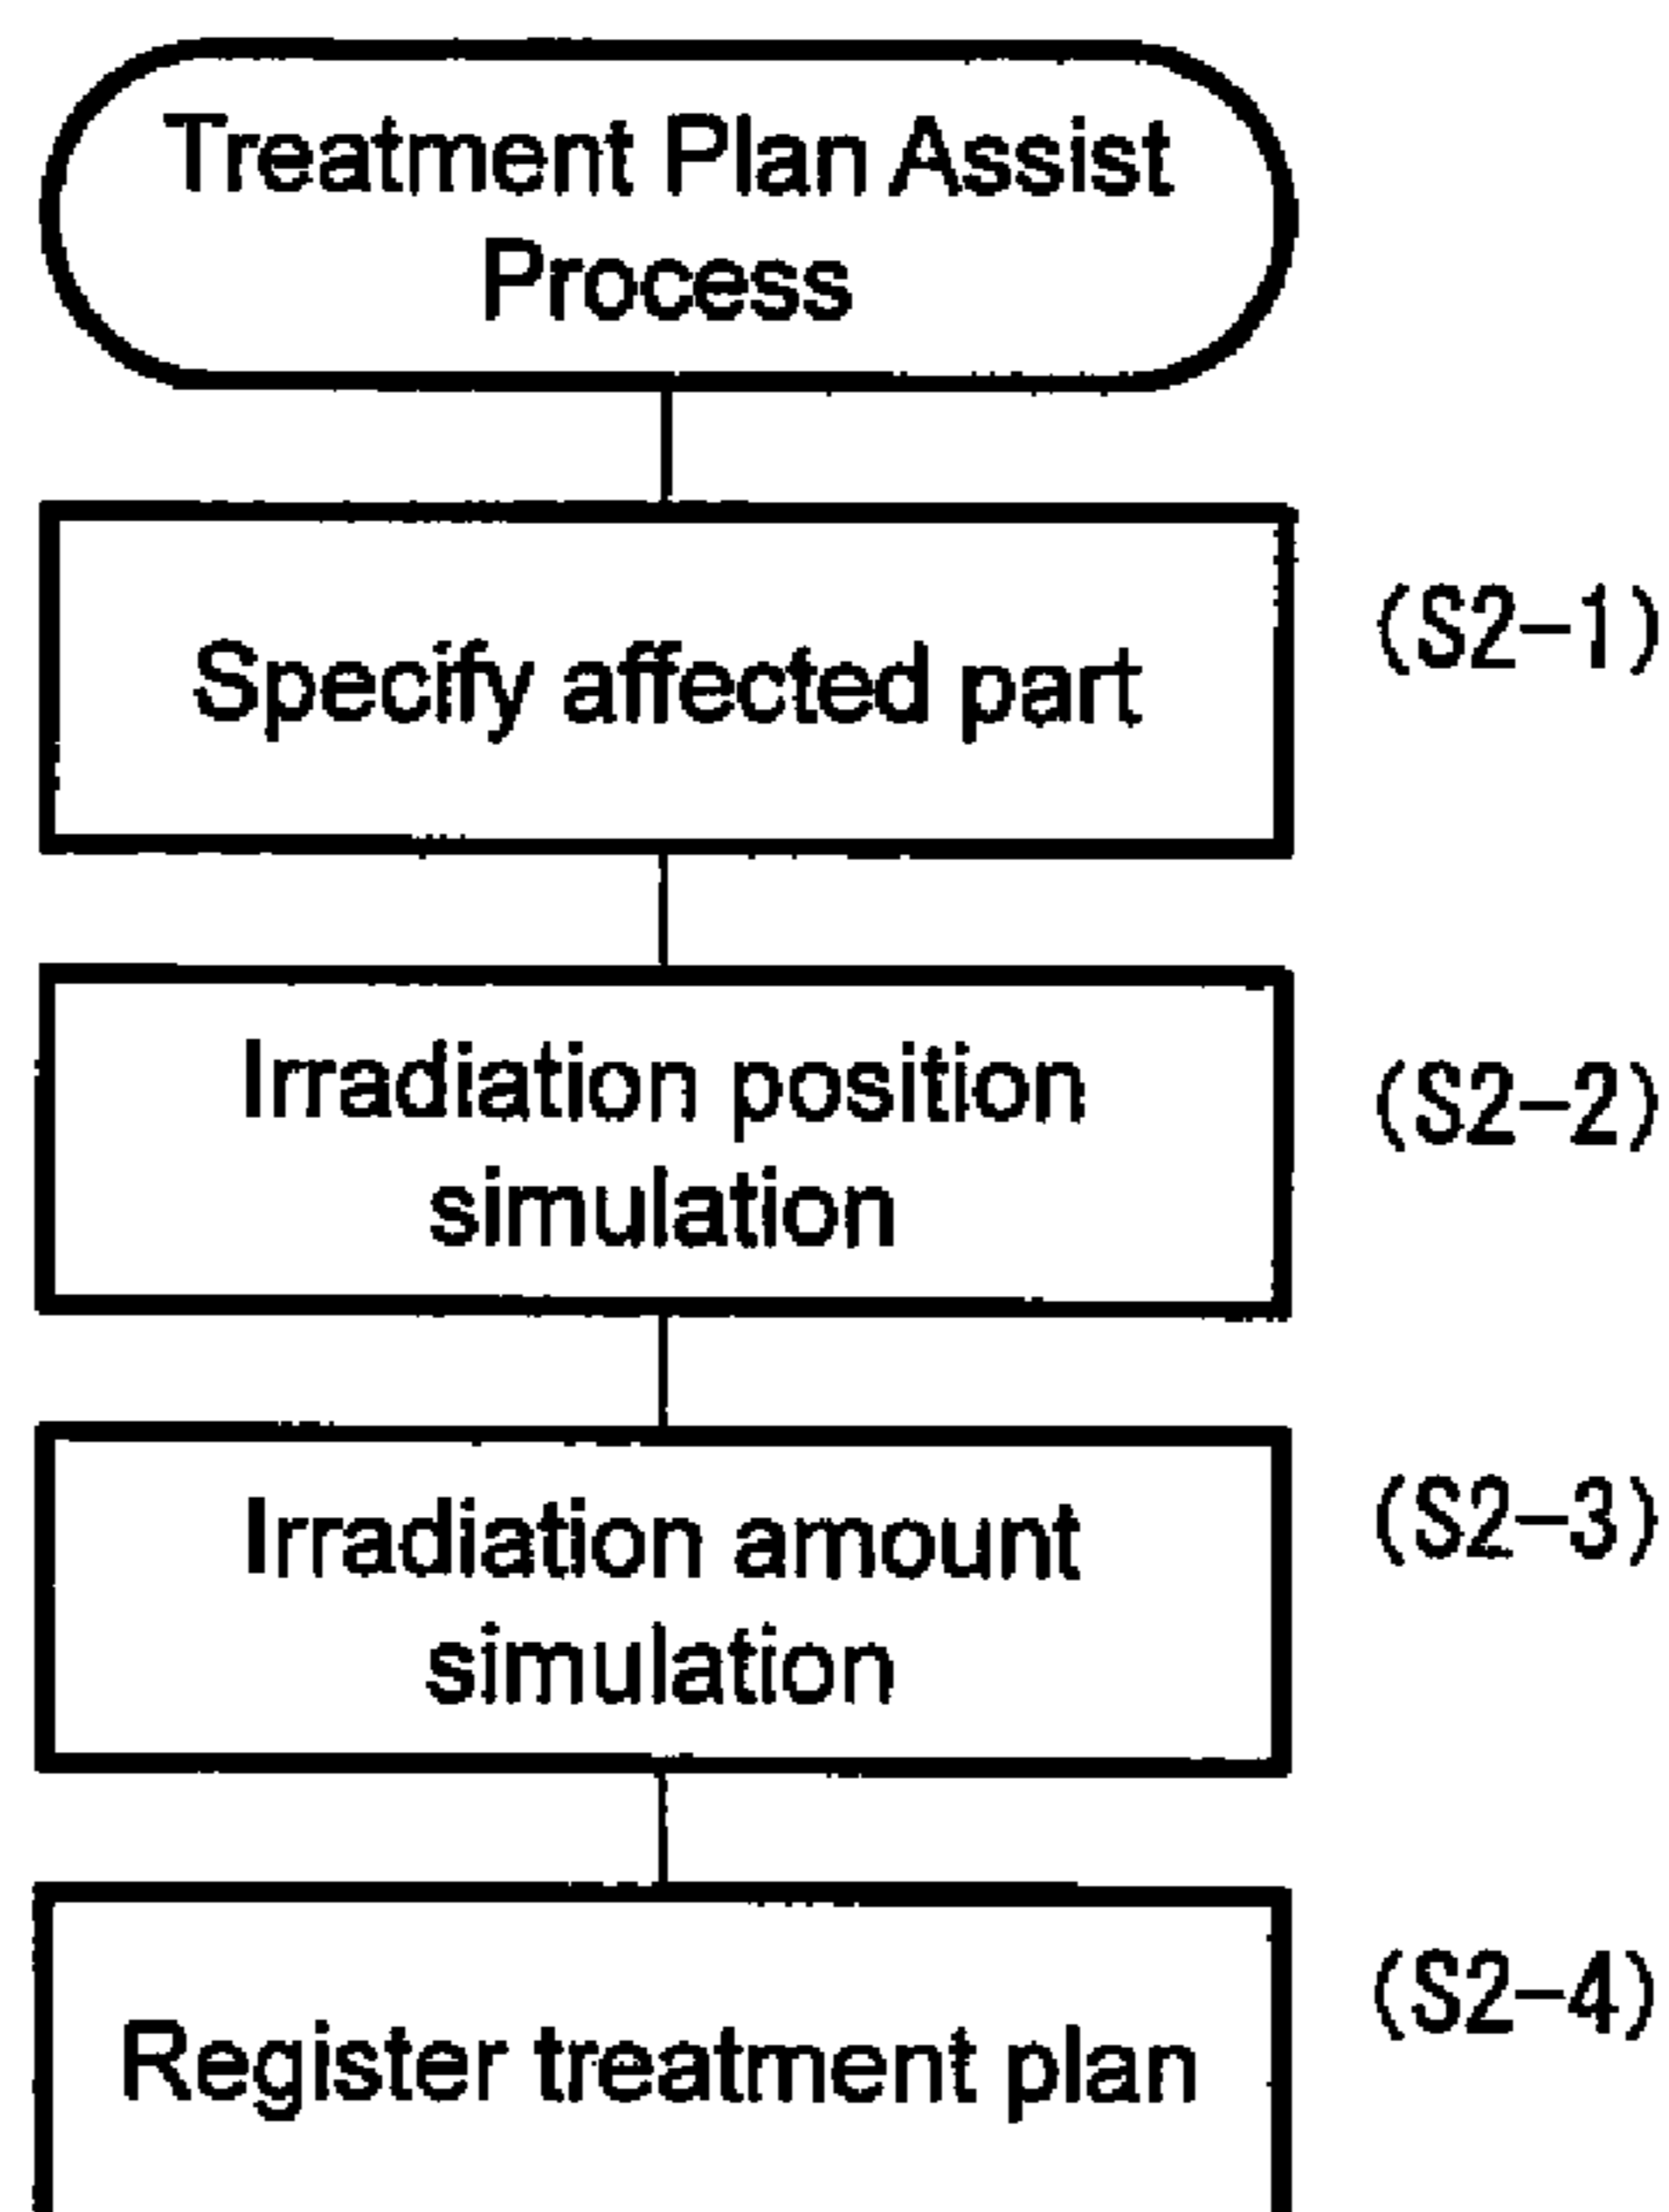 Treatment Plan Assist
Process
Specify affected part
(S2-1)
Irradiation position
simulation
(S2-2)
Irradiation amount
simulation
(S2-3)
Register treatment plan
(S2-4)